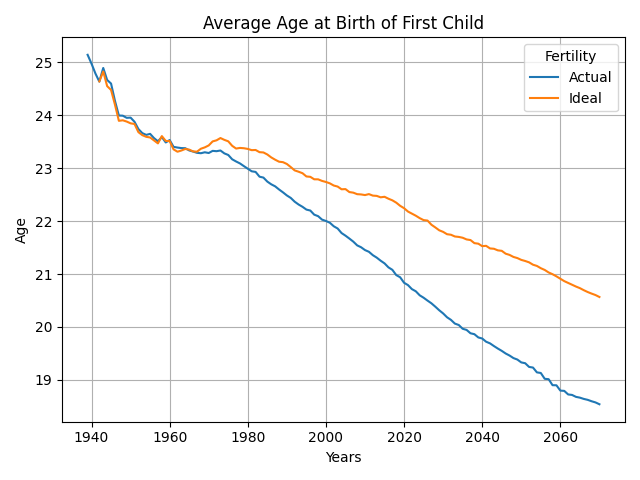 Average Age at Birth of First Child
Fertility
Actual
Ideal
Age
25
24
23
22
21
20
19
1940 1960 1980 2000 2020 2040 2060
Years